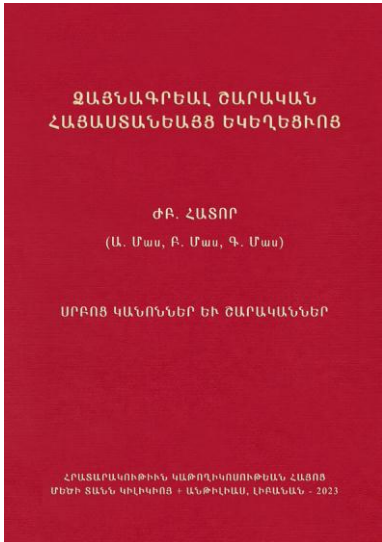 ՁԱՅՆԱԳՐԵԱԼ ՇԱՐԱԿԱՆ
ՀԱՅԱՍՏԱՆԵԱՅՑ ԵԿԵՂԵՑՒՈՅ
ԺԲ. ՀԱՏՈՐ
(Ա. Մաս, Բ. Մաս, Գ. Մաս)
ՍՐԲՈՑ ԿԱՆՈՆՆԵՐ ԵՒ ՇԱՐԱԿԱՆՆԵՐ
ՀՐԱՏԱՐԱԿՈՒԹԻՒՆ ԿԱԹՈՂԻԿՈՍՈՒԹԵԱՆ ՀԱՅՈՑ
ՄԵԾԻ ՏԱՆՆ ԿԻԼԻԿԻՈՅ + ԱՆԹԻԼԻԱՍ, ԼԻԲԱՆԱՆ - 2023